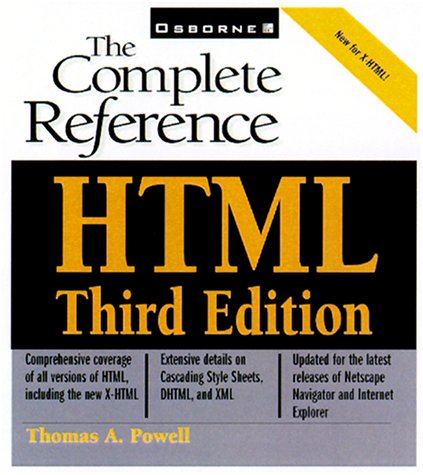 OSBORNE
New for X-HTML!
The
Complete
Reference
HTML
Third Edition
Comprehensive coverage
of all versions of HTML,
including the new X-HTML
Extensive details on
Cascading Style Sheets,
DHTML, and XML
Updated for the latest
releases of Netscape
Navigator and Internet
Explorer
Thomas A. Powell